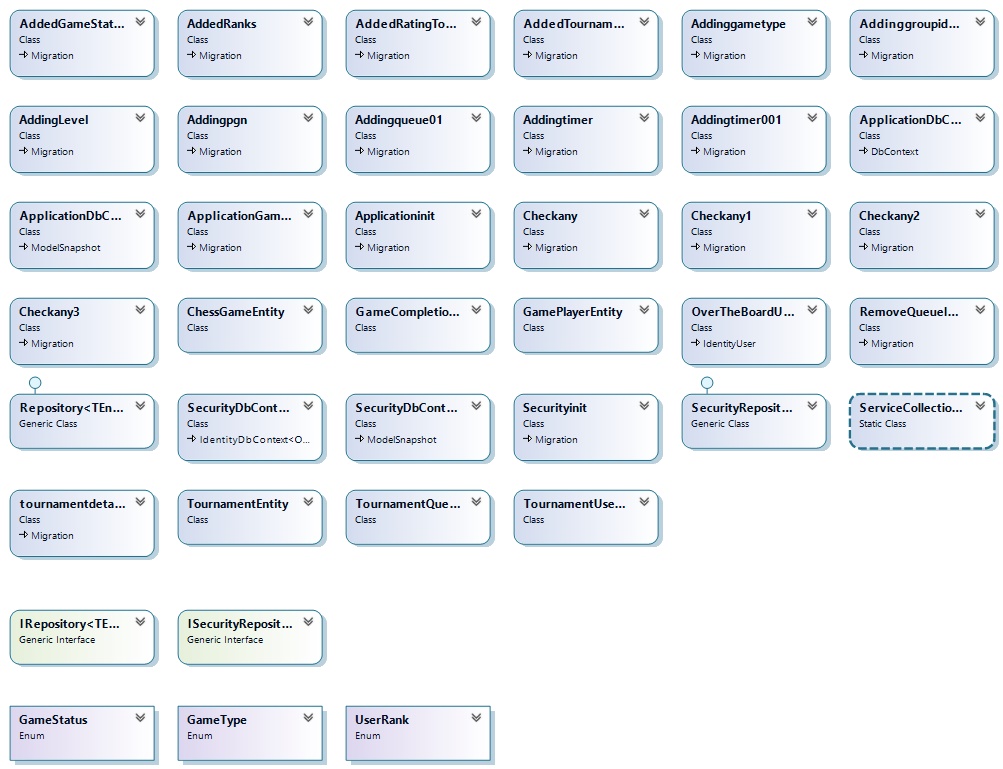 AddedGameStat... AddedRanks AddedRatingTo... AddedTournam... Addinggametype Addinggroupid...
Class Class Class Class Class Class
Migration Migration Migration Migration Migration Migration
AddingLevel Addingpgn Addingqueue01 Addingtimer Addingtimer001 ApplicationDbC...
Class Class Class Class Class Class
Migration Migration Migration Migration Migration DbContext
ApplicationDbC... ApplicationGam... Applicationinit Checkany Checkany1 Checkany2
Class Class Class Class Class Class
ModelSnapshot Migration Migration Migration Migration Migration
Checkany3 ChessGameEntity GameCompletio... GamePlayerEntity OverTheBoardU... RemoveQueueI...
Class Class Class Class Class Class
Migration IdentityUser Migration
Repository<TEn... SecurityDbCont... SecurityDbCont... Securityinit SecurityReposit... ServiceCollectio...
Generic Class Class Class Class Generic Class Static Class
IdentityDbContext<O... ModelSnapshot Migration
tournamentdeta... TournamentEntity TournamentQue... TournamentUse...
Class Class Class Class
Migration
IRepository<TE... ISecurityReposit...
Generic Interface Generic Interface
GameStatus GameType UserRank
Enum Enum Enum